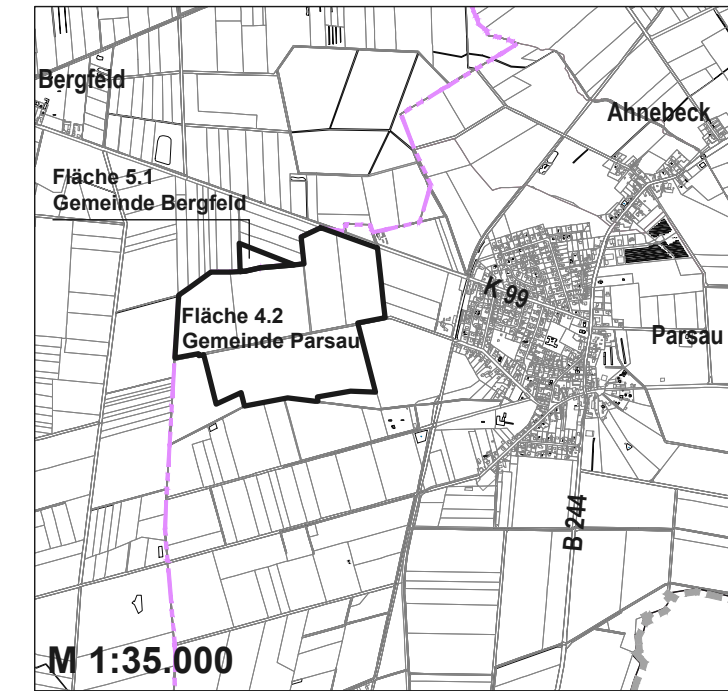 Bergfeld
Ahnebeck
Fläche 5.1
Gemeinde Bergfeld
K 99
Fläche 4.2
Gemeinde Parsau
Parsau
B 244
M 1:35.000